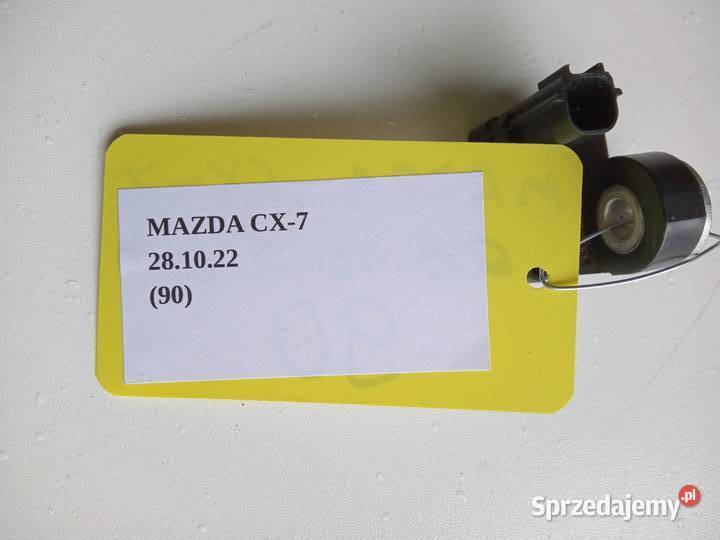 MAZDA CX-7
28.10.22
(90)
Sprzedajemy.pl